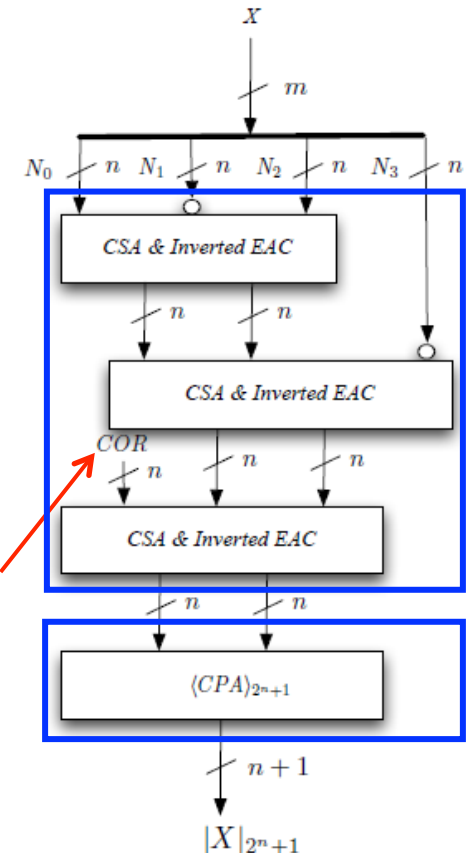 X
m
N₀ n N₁ n N₂ n N₃ n
CSA & Inverted EAC
n n
CSA & Inverted EAC
COR
n n n
CSA & Inverted EAC
n n
⟨CPA⟩₂ⁿ₊₁
n + 1
|X|₂ⁿ₊₁